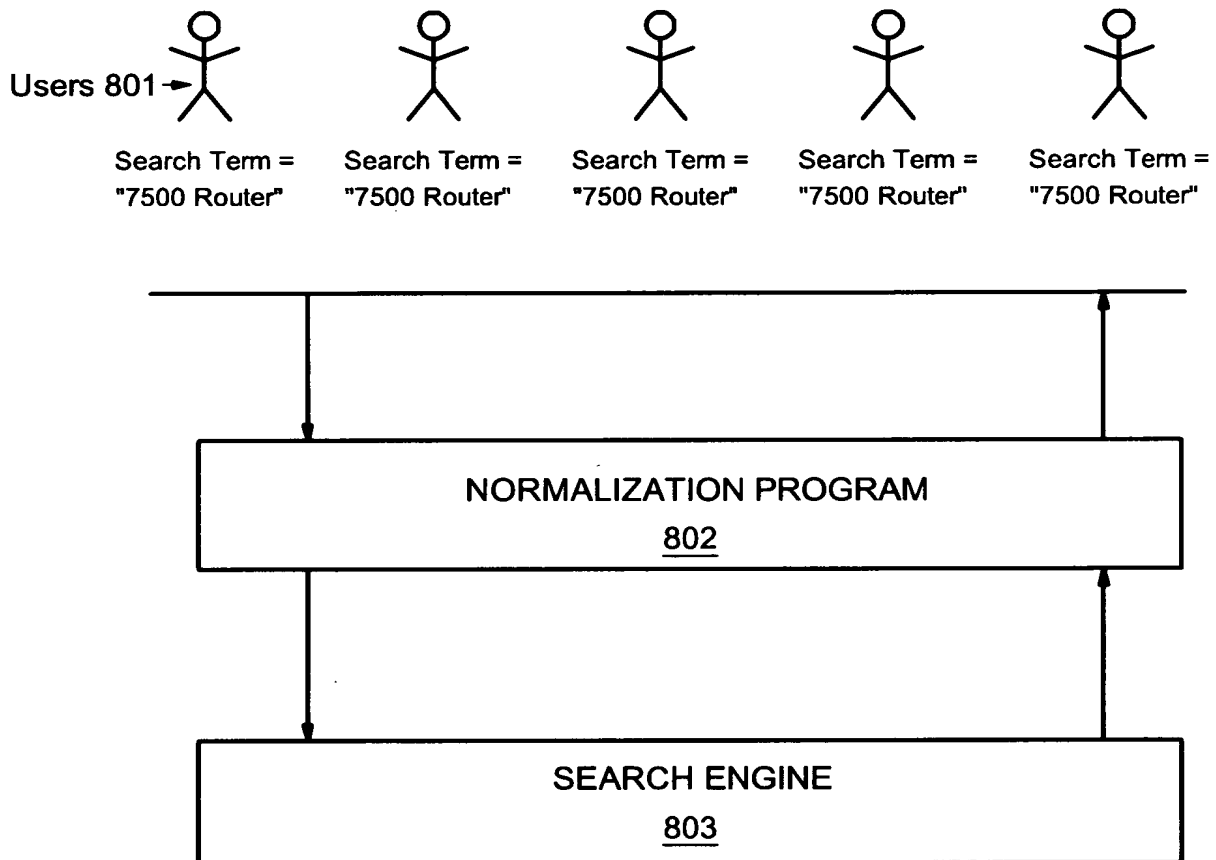 Users 801
Search Term = Search Term = Search Term = Search Term = Search Term =
"7500 Router" "7500 Router" "7500 Router" "7500 Router" "7500 Router"
NORMALIZATION PROGRAM
802
SEARCH ENGINE
803